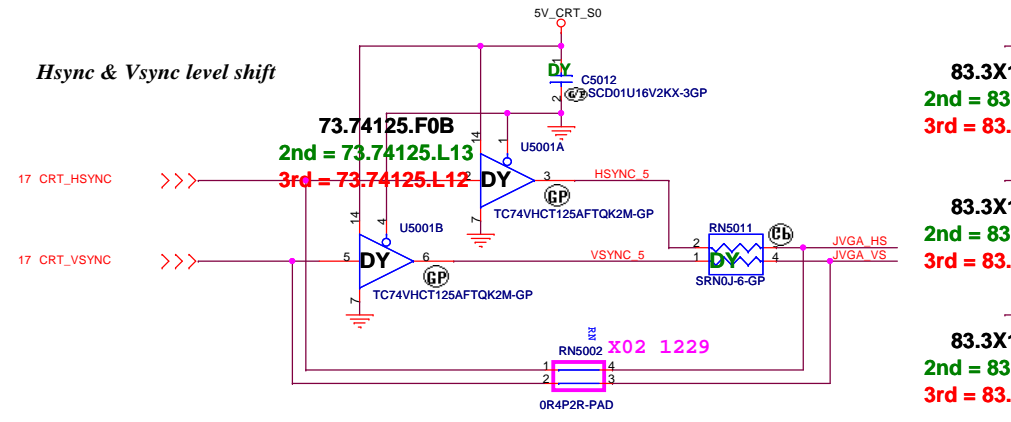 5V_CRT_S0
Hsync & Vsync level shift
DY
C5012
1
2
G/P
SCD01U16V2KX-3GP
83.3X1
2nd = 83
3rd = 83.
73.74125.F0B
2nd = 73.74125.L13
3rd = 73.74125.L12
14
1
U5001A
17 CRT_HSYNC
2
DY
3
HSYNC_5
GP
TC74VHCT125AFTQK2M-GP
7
83.3X1
2nd = 83
3rd = 83.
14
4
U5001B
17 CRT_VSYNC
5
DY
6
VSYNC_5
GP
TC74VHCT125AFTQK2M-GP
7
RN5011
2
1
DY
3
4
SRN0J-6-GP
JVGA_HS
JVGA_VS
RN
RN5002
X02 1229
1
2
4
3
0R4P2R-PAD
83.3X1
2nd = 83
3rd = 83.